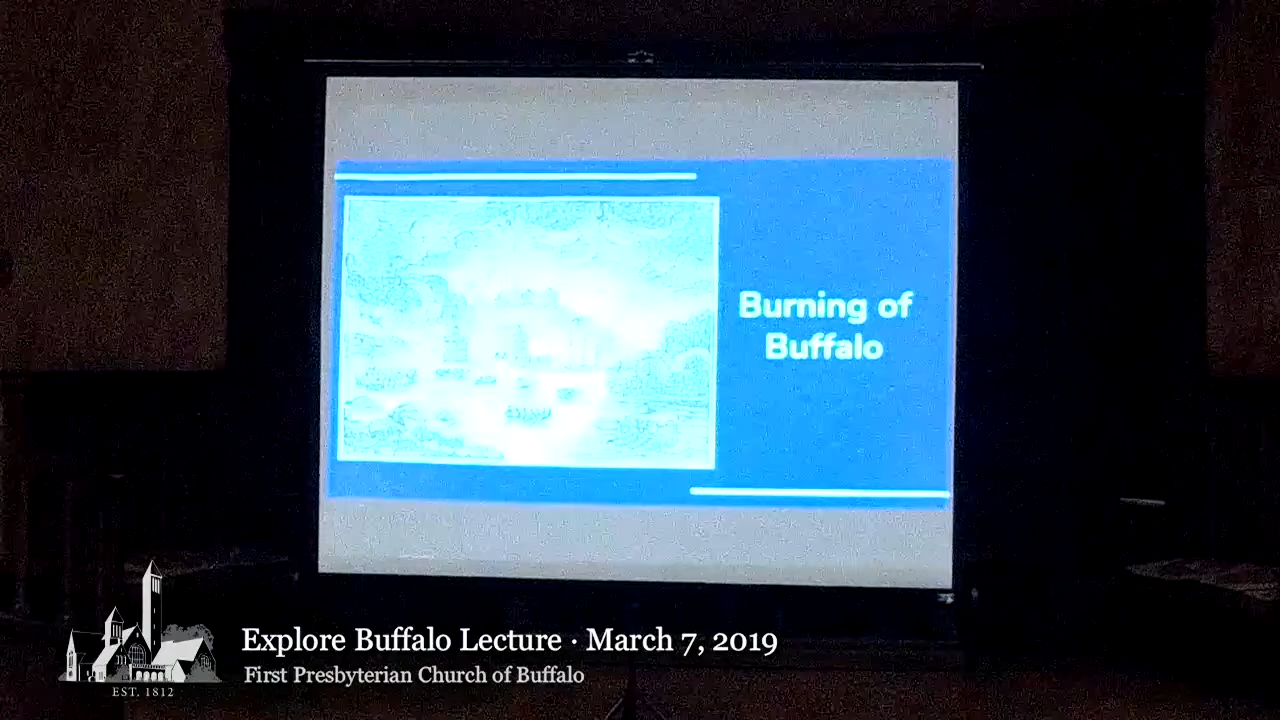 Burning of
Buffalo
Explore Buffalo Lecture · March 7, 2019
First Presbyterian Church of Buffalo
EST. 1812